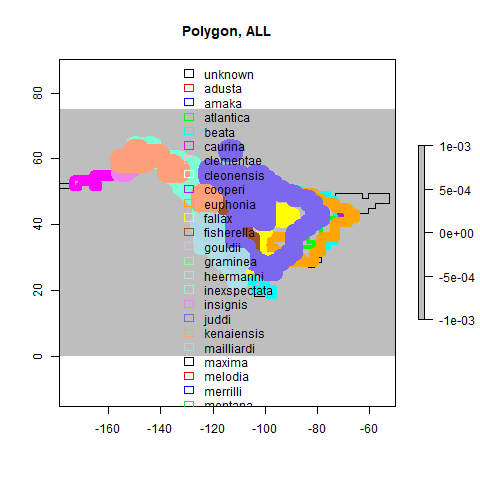 Polygon, ALL
unknown
adusta
amaka
atlantica
beata
caurina
clementae
cleonensis
cooperi
euphonia
fallax
fisherella
gouldii
graminea
heermanni
inexspectata
insignis
juddi
kenaiensis
mailliardi
maxima
melodia
merrilli
montana
80
60
40
20
0
-160
-140
-120
-100
-80
-60
1e-03
5e-04
0e+00
-5e-04
-1e-03